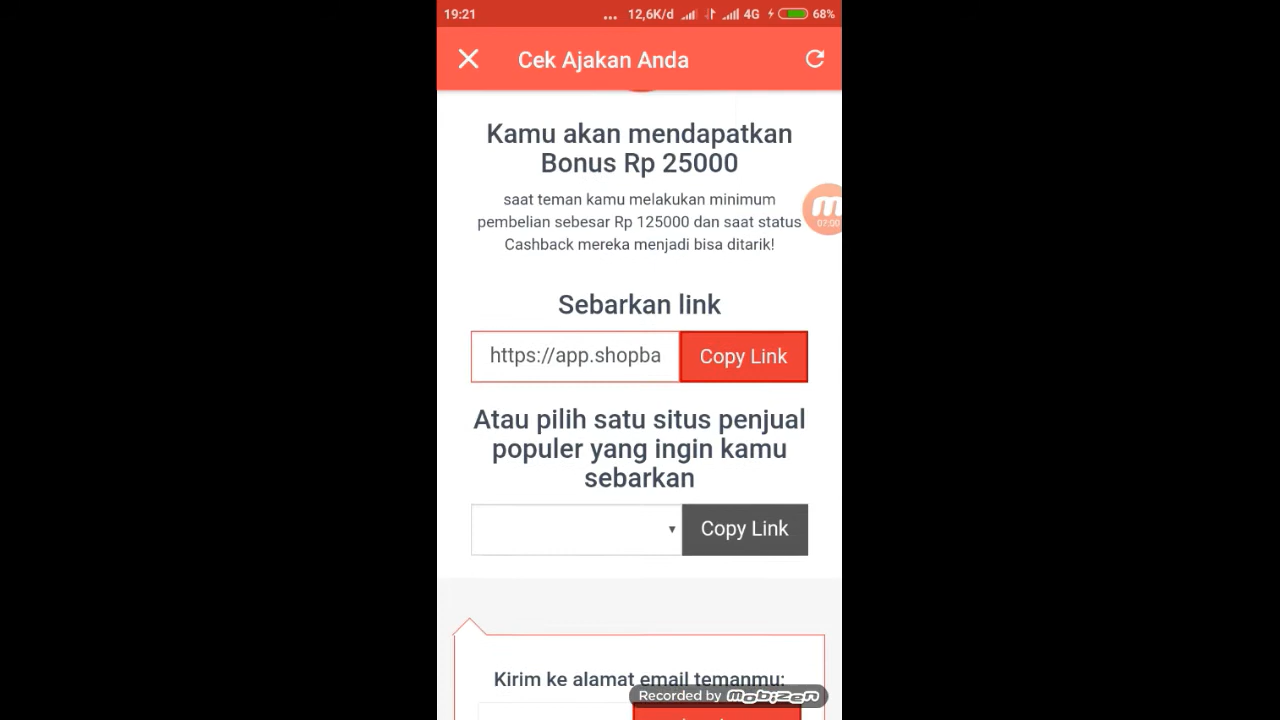 19:21 ... 12,6K/d 4G 68%
Cek Ajakan Anda
Kamu akan mendapatkan
Bonus Rp 25000
saat teman kamu melakukan minimum
pembelian sebesar Rp 125000 dan saat status
Cashback mereka menjadi bisa ditarik!
07:00
Sebarkan link
https://app.shopba Copy Link
Atau pilih satu situs penjual
populer yang ingin kamu
sebarkan
Copy Link
Kirim ke alamat email temanmu:
Recorded by mobizen